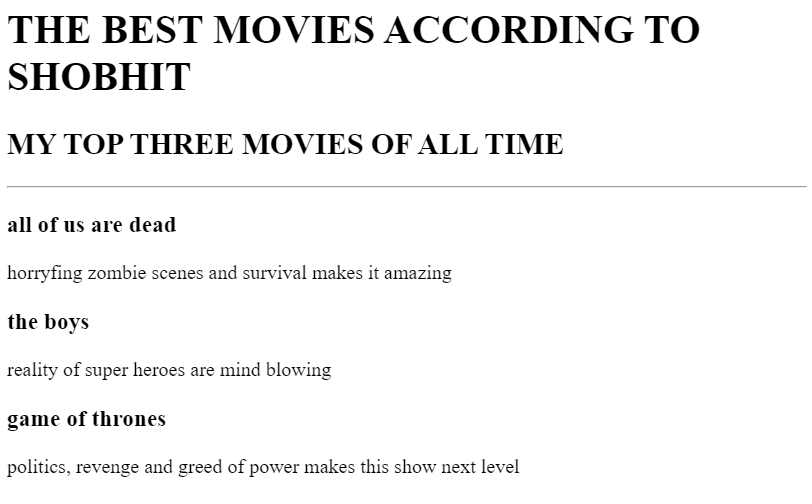 THE BEST MOVIES ACCORDING TO
SHOBHIT
MY TOP THREE MOVIES OF ALL TIME
all of us are dead
horryfing zombie scenes and survival makes it amazing
the boys
reality of super heroes are mind blowing
game of thrones
politics, revenge and greed of power makes this show next level